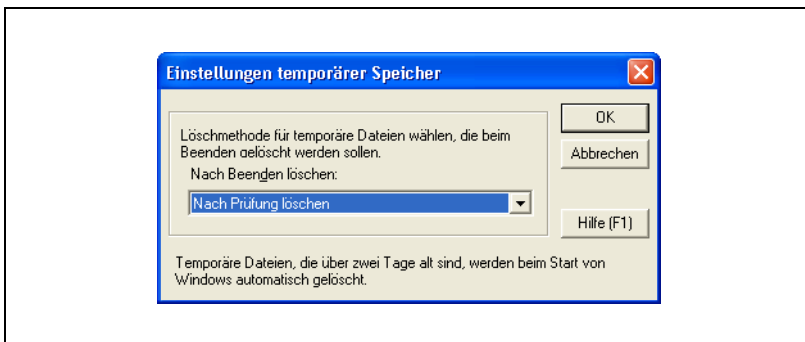 Einstellungen temporärer Speicher
Löschmethode für temporäre Dateien wählen, die beim
Beenden gelöscht werden sollen.
Nach Beenden löschen:
Nach Prüfung löschen
OK
Abbrechen
Hilfe (F1)
Temporäre Dateien, die über zwei Tage alt sind, werden beim Start von
Windows automatisch gelöscht.